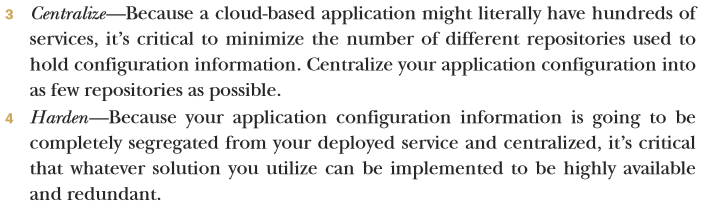 3 Centralize—Because a cloud-based application might literally have hundreds of
services, it's critical to minimize the number of different repositories used to
hold configuration information. Centralize your application configuration into
as few repositories as possible.
4 Harden—Because your application configuration information is going to be
completely segregated from your deployed service and centralized, it's critical
that whatever solution you utilize can be implemented to be highly available
and redundant.